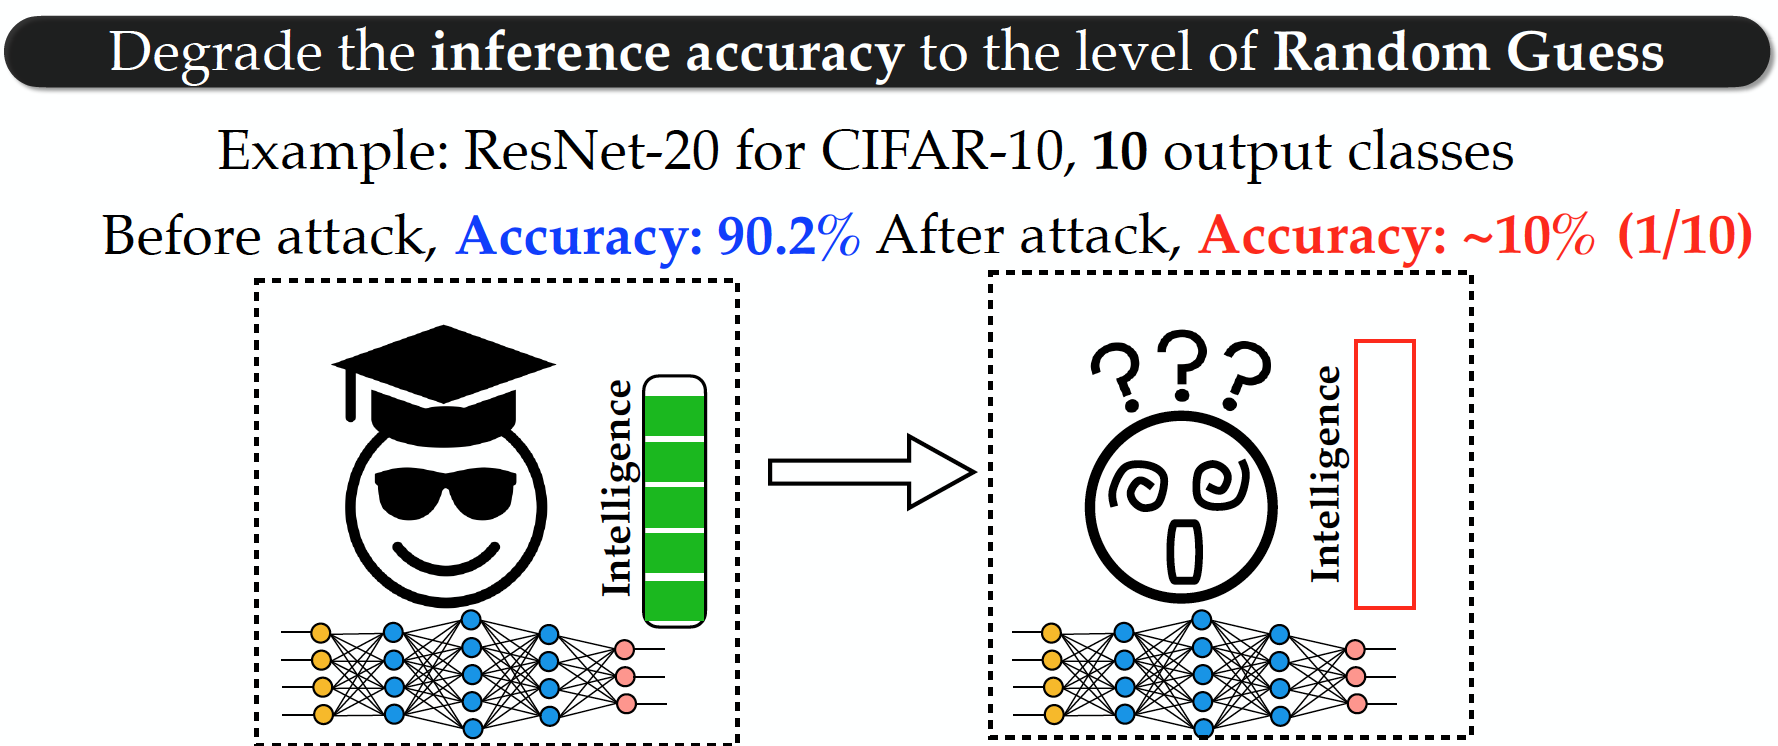 Degrade the inference accuracy to the level of Random Guess
Example: ResNet-20 for CIFAR-10, 10 output classes
Before attack, Accuracy: 90.2% After attack, Accuracy: ~10% (1/10)
Intelligence
???
Intelligence